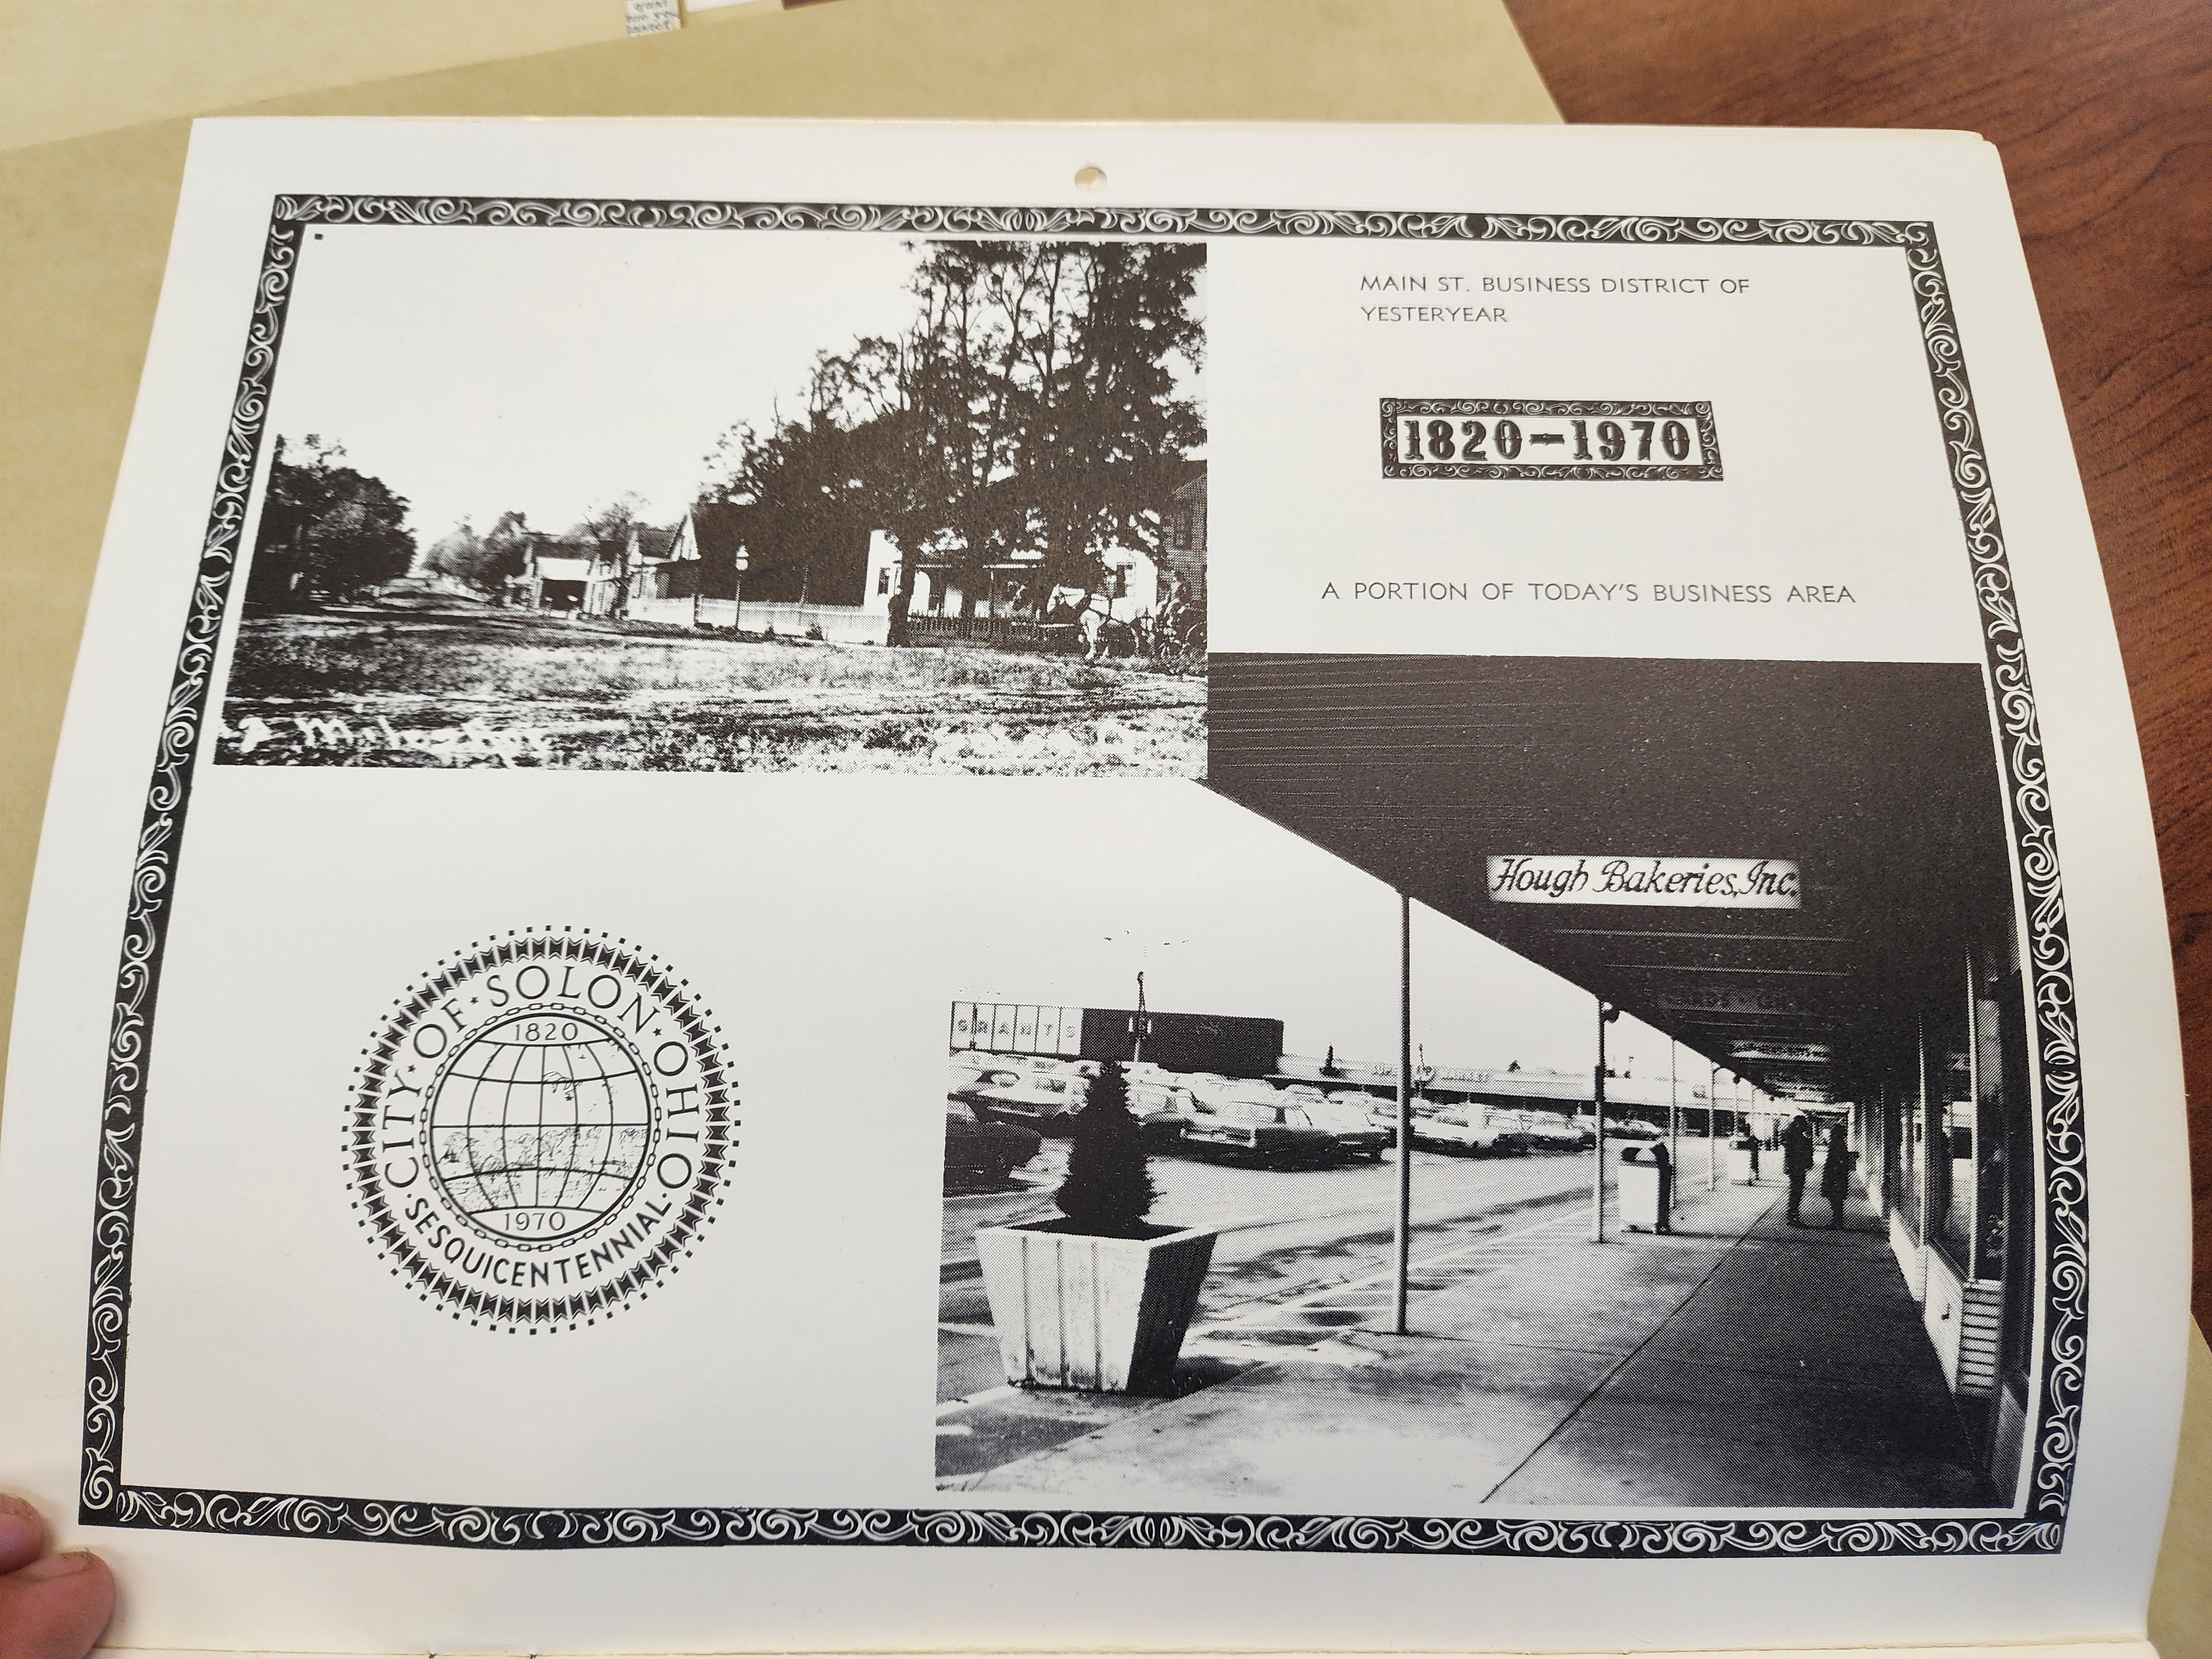 MAIN ST. BUSINESS DISTRICT OF
YESTERYEAR
1820-1970
A PORTION OF TODAY'S BUSINESS AREA
Hough Bakeries, Inc.
GRANTS
CITY · OF · SOLON · OHIO
1820
1970
· SESQUICENTENNIAL ·